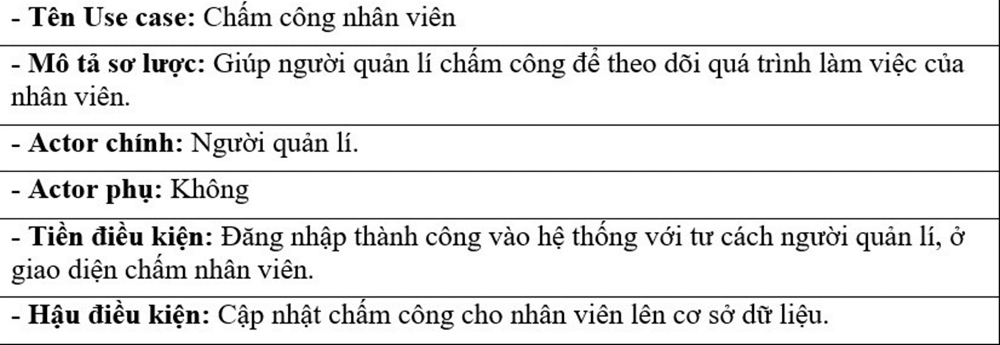 - Tên Use case: Chấm công nhân viên
- Mô tả sơ lược: Giúp người quản lí chấm công để theo dõi quá trình làm việc của
nhân viên.
- Actor chính: Người quản lí.
- Actor phụ: Không
- Tiền điều kiện: Đăng nhập thành công vào hệ thống với tư cách người quản lí, ở
giao diện chấm nhân viên.
- Hậu điều kiện: Cập nhật chấm công cho nhân viên lên cơ sở dữ liệu.